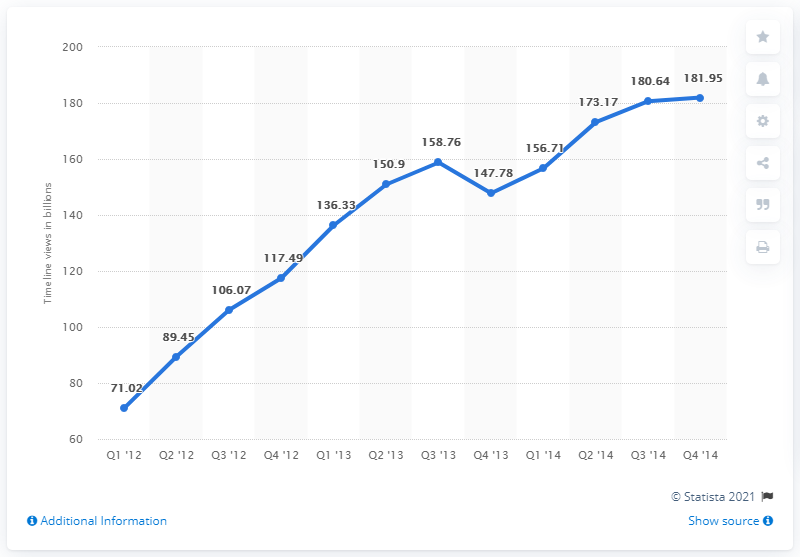 200
180
160
140
120
100
80
60
Timeline views in billions
71.02
89.45
106.07
117.49
136.33
150.9
158.76
147.78
156.71
173.17
180.64
181.95
Q1 '12
Q2 '12
Q3 '12
Q4 '12
Q1 '13
Q2 '13
Q3 '13
Q4 '13
Q1 '14
Q2 '14
Q3 '14
Q4 '14
© Statista 2021
Additional Information
Show source